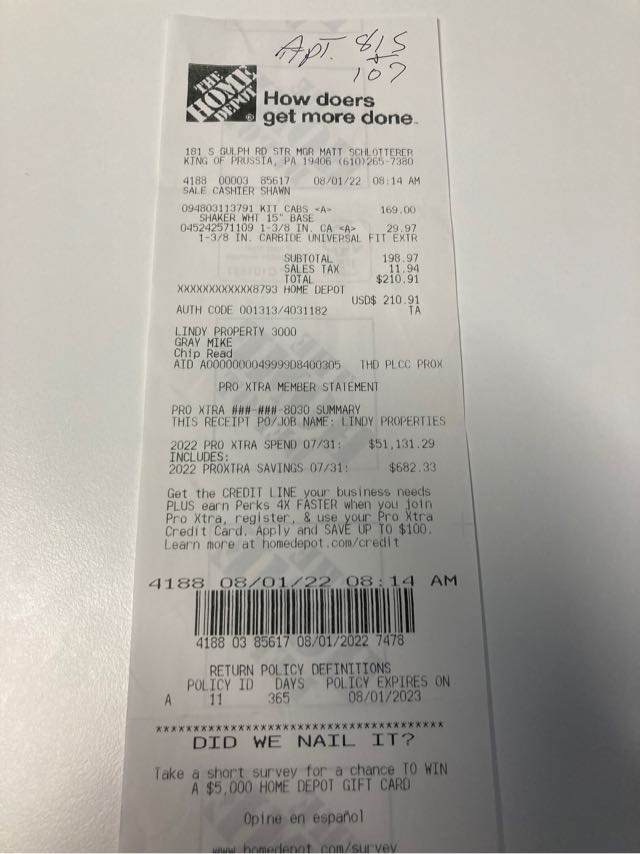 Apt. 815
+
107
THE HOME DEPOT
How doers
get more done.
181 S GULPH RD STR MGR MATT SCHLOTTERER
KING OF PRUSSIA, PA 19406 (610)265-7380
4188 00003 85617 08/01/22 08:14 AM
SALE CASHIER SHAWN
094803113791 KIT CABS <A> 169.00
SHAKER WHT 15" BASE
045242571109 1-3/8 IN. CA <A> 29.97
1-3/8 IN. CARBIDE UNIVERSAL FIT EXTR
SUBTOTAL 198.97
SALES TAX 11.94
TOTAL $210.91
XXXXXXXXXXXX8793 HOME DEPOT
USD$ 210.91
AUTH CODE 001313/4031182 TA
LINDY PROPERTY 3000
GRAY MIKE
Chip Read
AID A0000000049999D8400305 THD PLCC PROX
PRO XTRA MEMBER STATEMENT
PRO XTRA ###-###-8030 SUMMARY
THIS RECEIPT PO/JOB NAME: LINDY PROPERTIES
2022 PRO XTRA SPEND 07/31: $51,131.29
INCLUDES:
2022 PROXTRA SAVINGS 07/31: $682.33
Get the CREDIT LINE your business needs
PLUS earn Perks 4X FASTER when you join
Pro Xtra, register, & use your Pro Xtra
Credit Card. Apply and SAVE UP TO $100.
Learn more at homedepot.com/credit
4188 08/01/22 08:14 AM
4188 03 85617 08/01/2022 7478
RETURN POLICY DEFINITIONS
POLICY ID DAYS POLICY EXPIRES ON
A 11 365 08/01/2023
******************************************
DID WE NAIL IT?
Take a short survey for a chance TO WIN
A $5,000 HOME DEPOT GIFT CARD
Opine en español
www.homedepot.com/survey